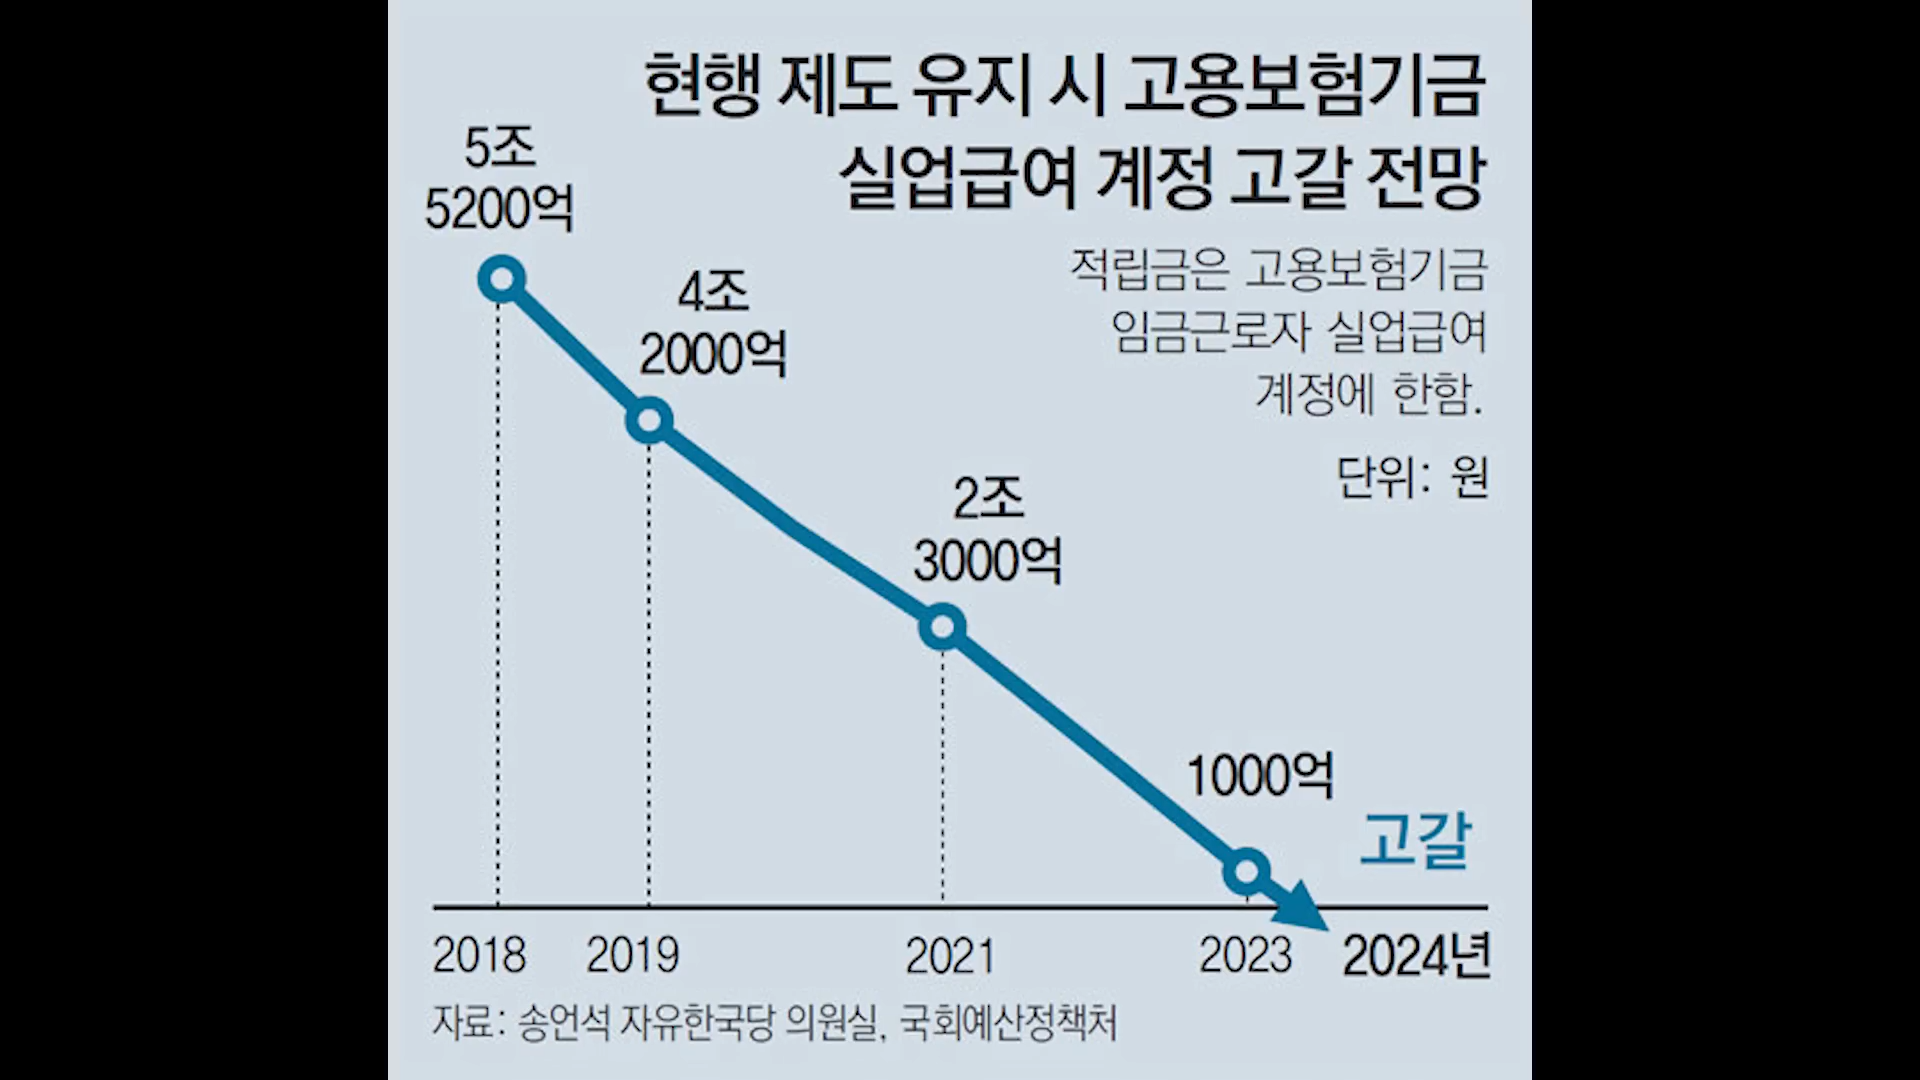 현행 제도 유지 시 고용보험기금
실업급여 계정 고갈 전망
적립금은 고용보험기금
임금근로자 실업급여
계정에 한함.
단위: 원
5조
5200억
4조
2000억
2조
3000억
1000억
고갈
2018 2019 2021 2023 2024년
자료: 송언석 자유한국당 의원실, 국회예산정책처